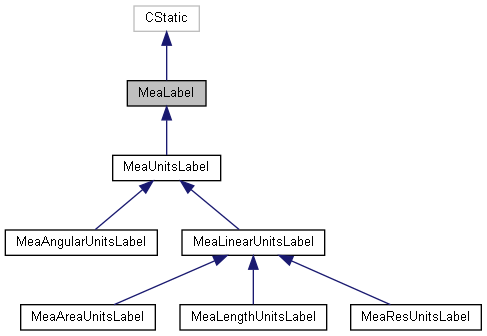 CStatic
MeaLabel
MeaUnitsLabel
MeaAngularUnitsLabel
MeaLinearUnitsLabel
MeaAreaUnitsLabel
MeaLengthUnitsLabel
MeaResUnitsLabel